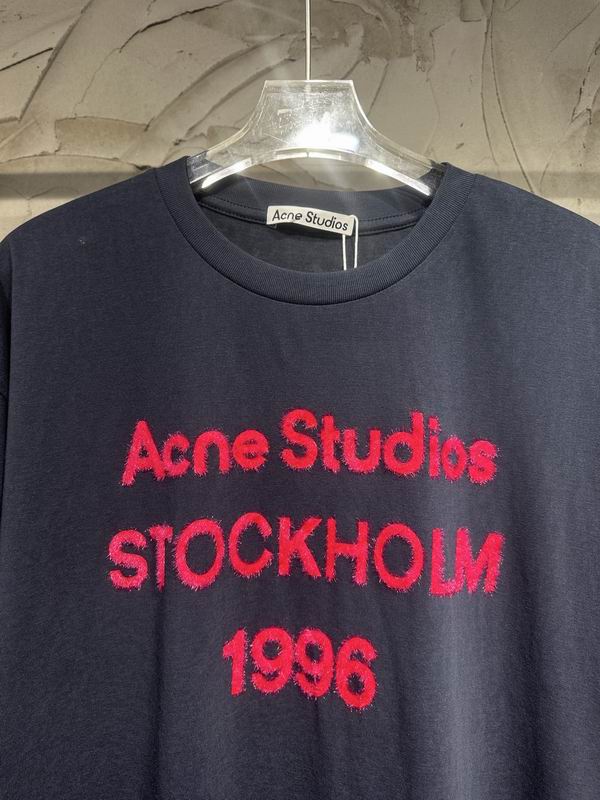 Acne Studios
Acne Studios
STOCKHOLM
1996